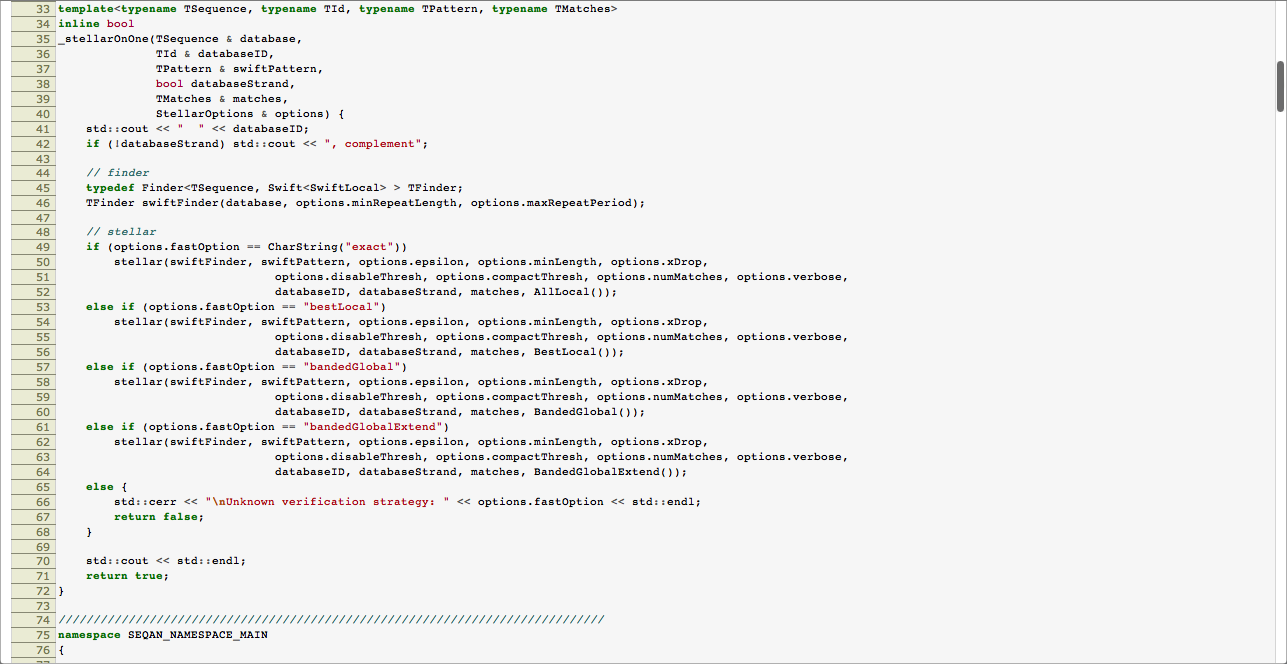 33 template<typename TSequence, typename TId, typename TPattern, typename TMatches>
34 inline bool
35 _stellarOnOne(TSequence & database,
36               TId & databaseID,
37               TPattern & swiftPattern,
38               bool databaseStrand,
39               TMatches & matches,
40               StellarOptions & options) {
41     std::cout << "  " << databaseID;
42     if (!databaseStrand) std::cout << ", complement";
43
44     // finder
45     typedef Finder<TSequence, Swift<SwiftLocal> > TFinder;
46     TFinder swiftFinder(database, options.minRepeatLength, options.maxRepeatPeriod);
47
48     // stellar
49     if (options.fastOption == CharString("exact"))
50         stellar(swiftFinder, swiftPattern, options.epsilon, options.minLength, options.xDrop,
51                                options.disableThresh, options.compactThresh, options.numMatches, options.verbose,
52                                databaseID, databaseStrand, matches, AllLocal());
53     else if (options.fastOption == "bestLocal")
54         stellar(swiftFinder, swiftPattern, options.epsilon, options.minLength, options.xDrop,
55                                options.disableThresh, options.compactThresh, options.numMatches, options.verbose,
56                                databaseID, databaseStrand, matches, BestLocal());
57     else if (options.fastOption == "bandedGlobal")
58         stellar(swiftFinder, swiftPattern, options.epsilon, options.minLength, options.xDrop,
59                                options.disableThresh, options.compactThresh, options.numMatches, options.verbose,
60                                databaseID, databaseStrand, matches, BandedGlobal());
61     else if (options.fastOption == "bandedGlobalExtend")
62         stellar(swiftFinder, swiftPattern, options.epsilon, options.minLength, options.xDrop,
63                                options.disableThresh, options.compactThresh, options.numMatches, options.verbose,
64                                databaseID, databaseStrand, matches, BandedGlobalExtend());
65     else {
66         std::cerr << "\nUnknown verification strategy: " << options.fastOption << std::endl;
67         return false;
68     }
69
70     std::cout << std::endl;
71     return true;
72 }
73
74 //////////////////////////////////////////////////////////////////////////////
75 namespace SEQAN_NAMESPACE_MAIN
76 {